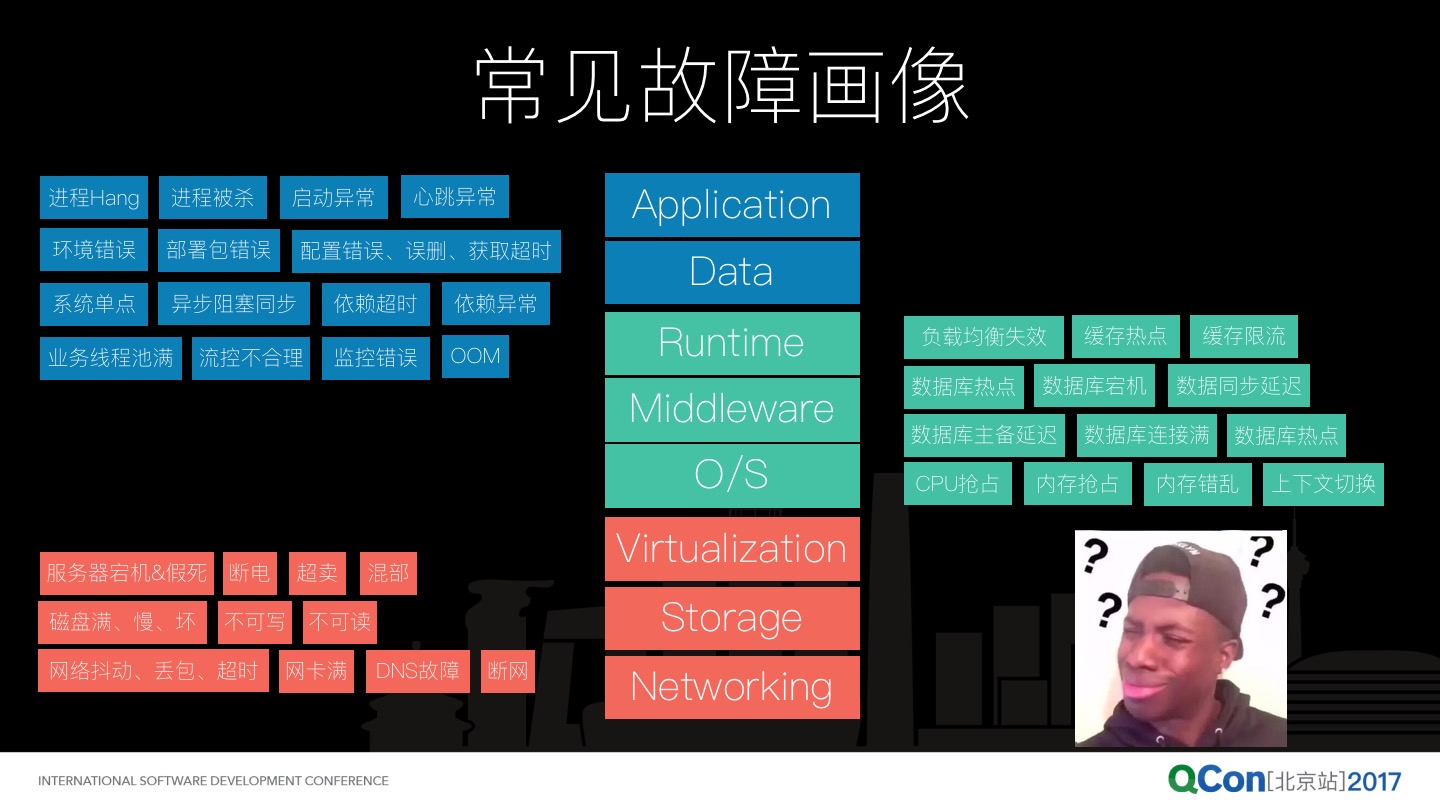 常见故障画像
进程Hang 进程被杀 启动异常 心跳异常
环境错误 部署包错误 配置错误、误删、获取超时
系统单点 异步阻塞同步 依赖超时 依赖异常
业务线程池满 流控不合理 监控错误 OOM
Application
Data
Runtime
Middleware
O/S
Virtualization
Storage
Networking
负载均衡失效 缓存热点 缓存限流
数据库热点 数据库宕机 数据同步延迟
数据库主备延迟 数据库连接满 数据库热点
CPU抢占 内存抢占 内存错乱 上下文切换
服务器宕机&假死 断电 超卖 混部
磁盘满、慢、坏 不可写 不可读
网络抖动、丢包、超时 网卡满 DNS故障 断网
? ?
? ?
INTERNATIONAL SOFTWARE DEVELOPMENT CONFERENCE
QCon[北京站]2017